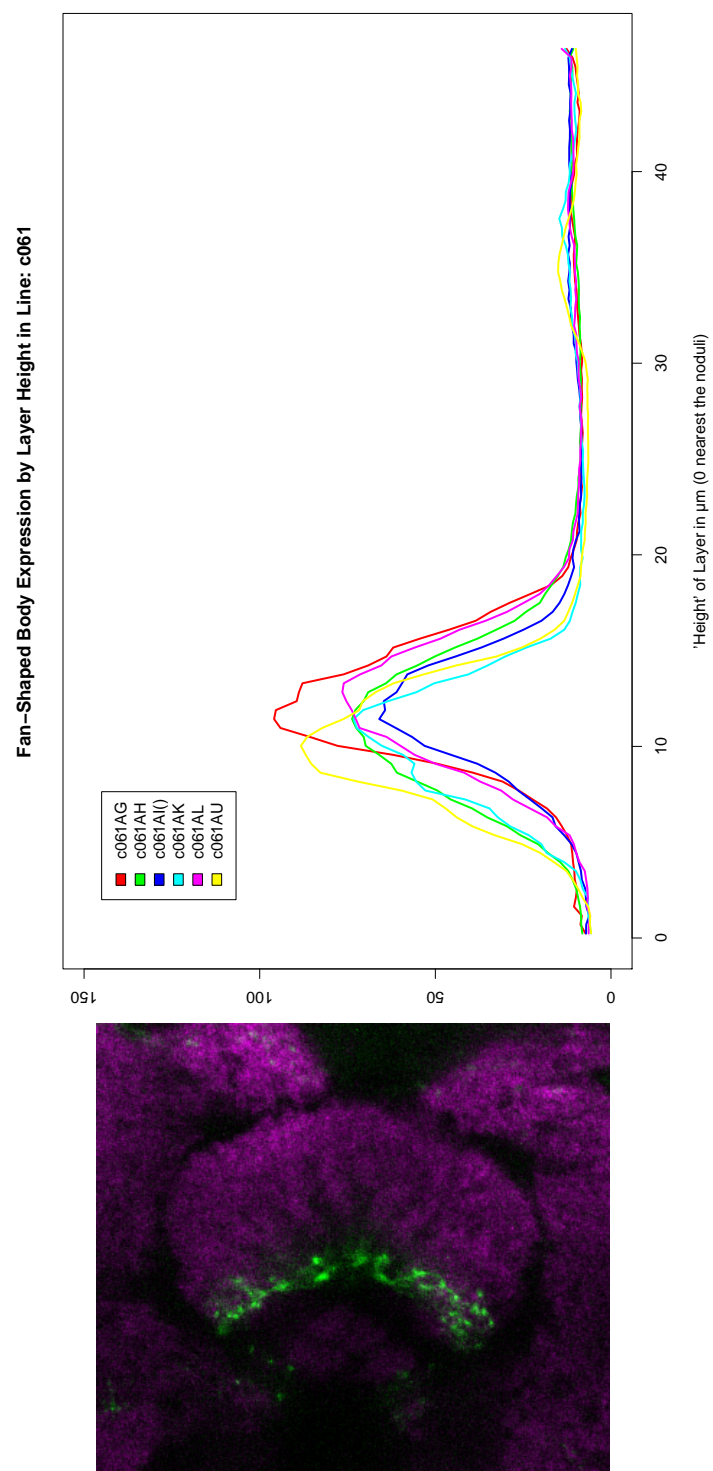 Fan−Shaped Body Expression by Layer Height in Line: c061
c061AG
c061AH
c061AI()
c061AK
c061AL
c061AU
0
50
100
150
0
10
20
30
40
'Height' of Layer in µm (0 nearest the noduli)